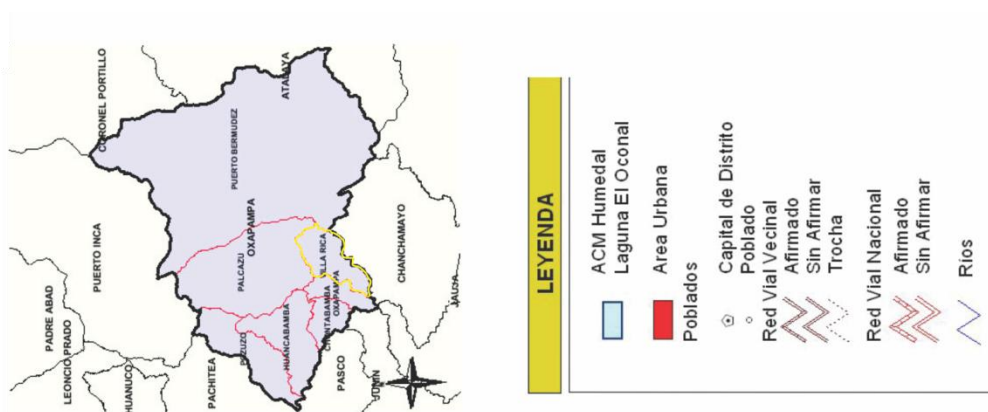 CORONEL PORTILLO
ATALAYA
PUERTO BERMUDEZ
PUERTO INCA
OXAPAMPA
PALCAZU
VILLA RICA
CHANCHAMAYO
PADRE ABAD
LEONCIO PRADO
HUANUCO
PACHITEA
POZUZO
HUANCABAMBA
OXAPAMPA
PASCO
JUNIN
JAUJA
LEYENDA
ACM Humedal
Laguna El Oconal
Area Urbana
Poblados
Capital de Distrito
Poblado
Red Vial Vecinal
Afirmado
Sin Afirmar
Trocha
Red Vial Nacional
Afirmado
Sin Afirmar
Rios